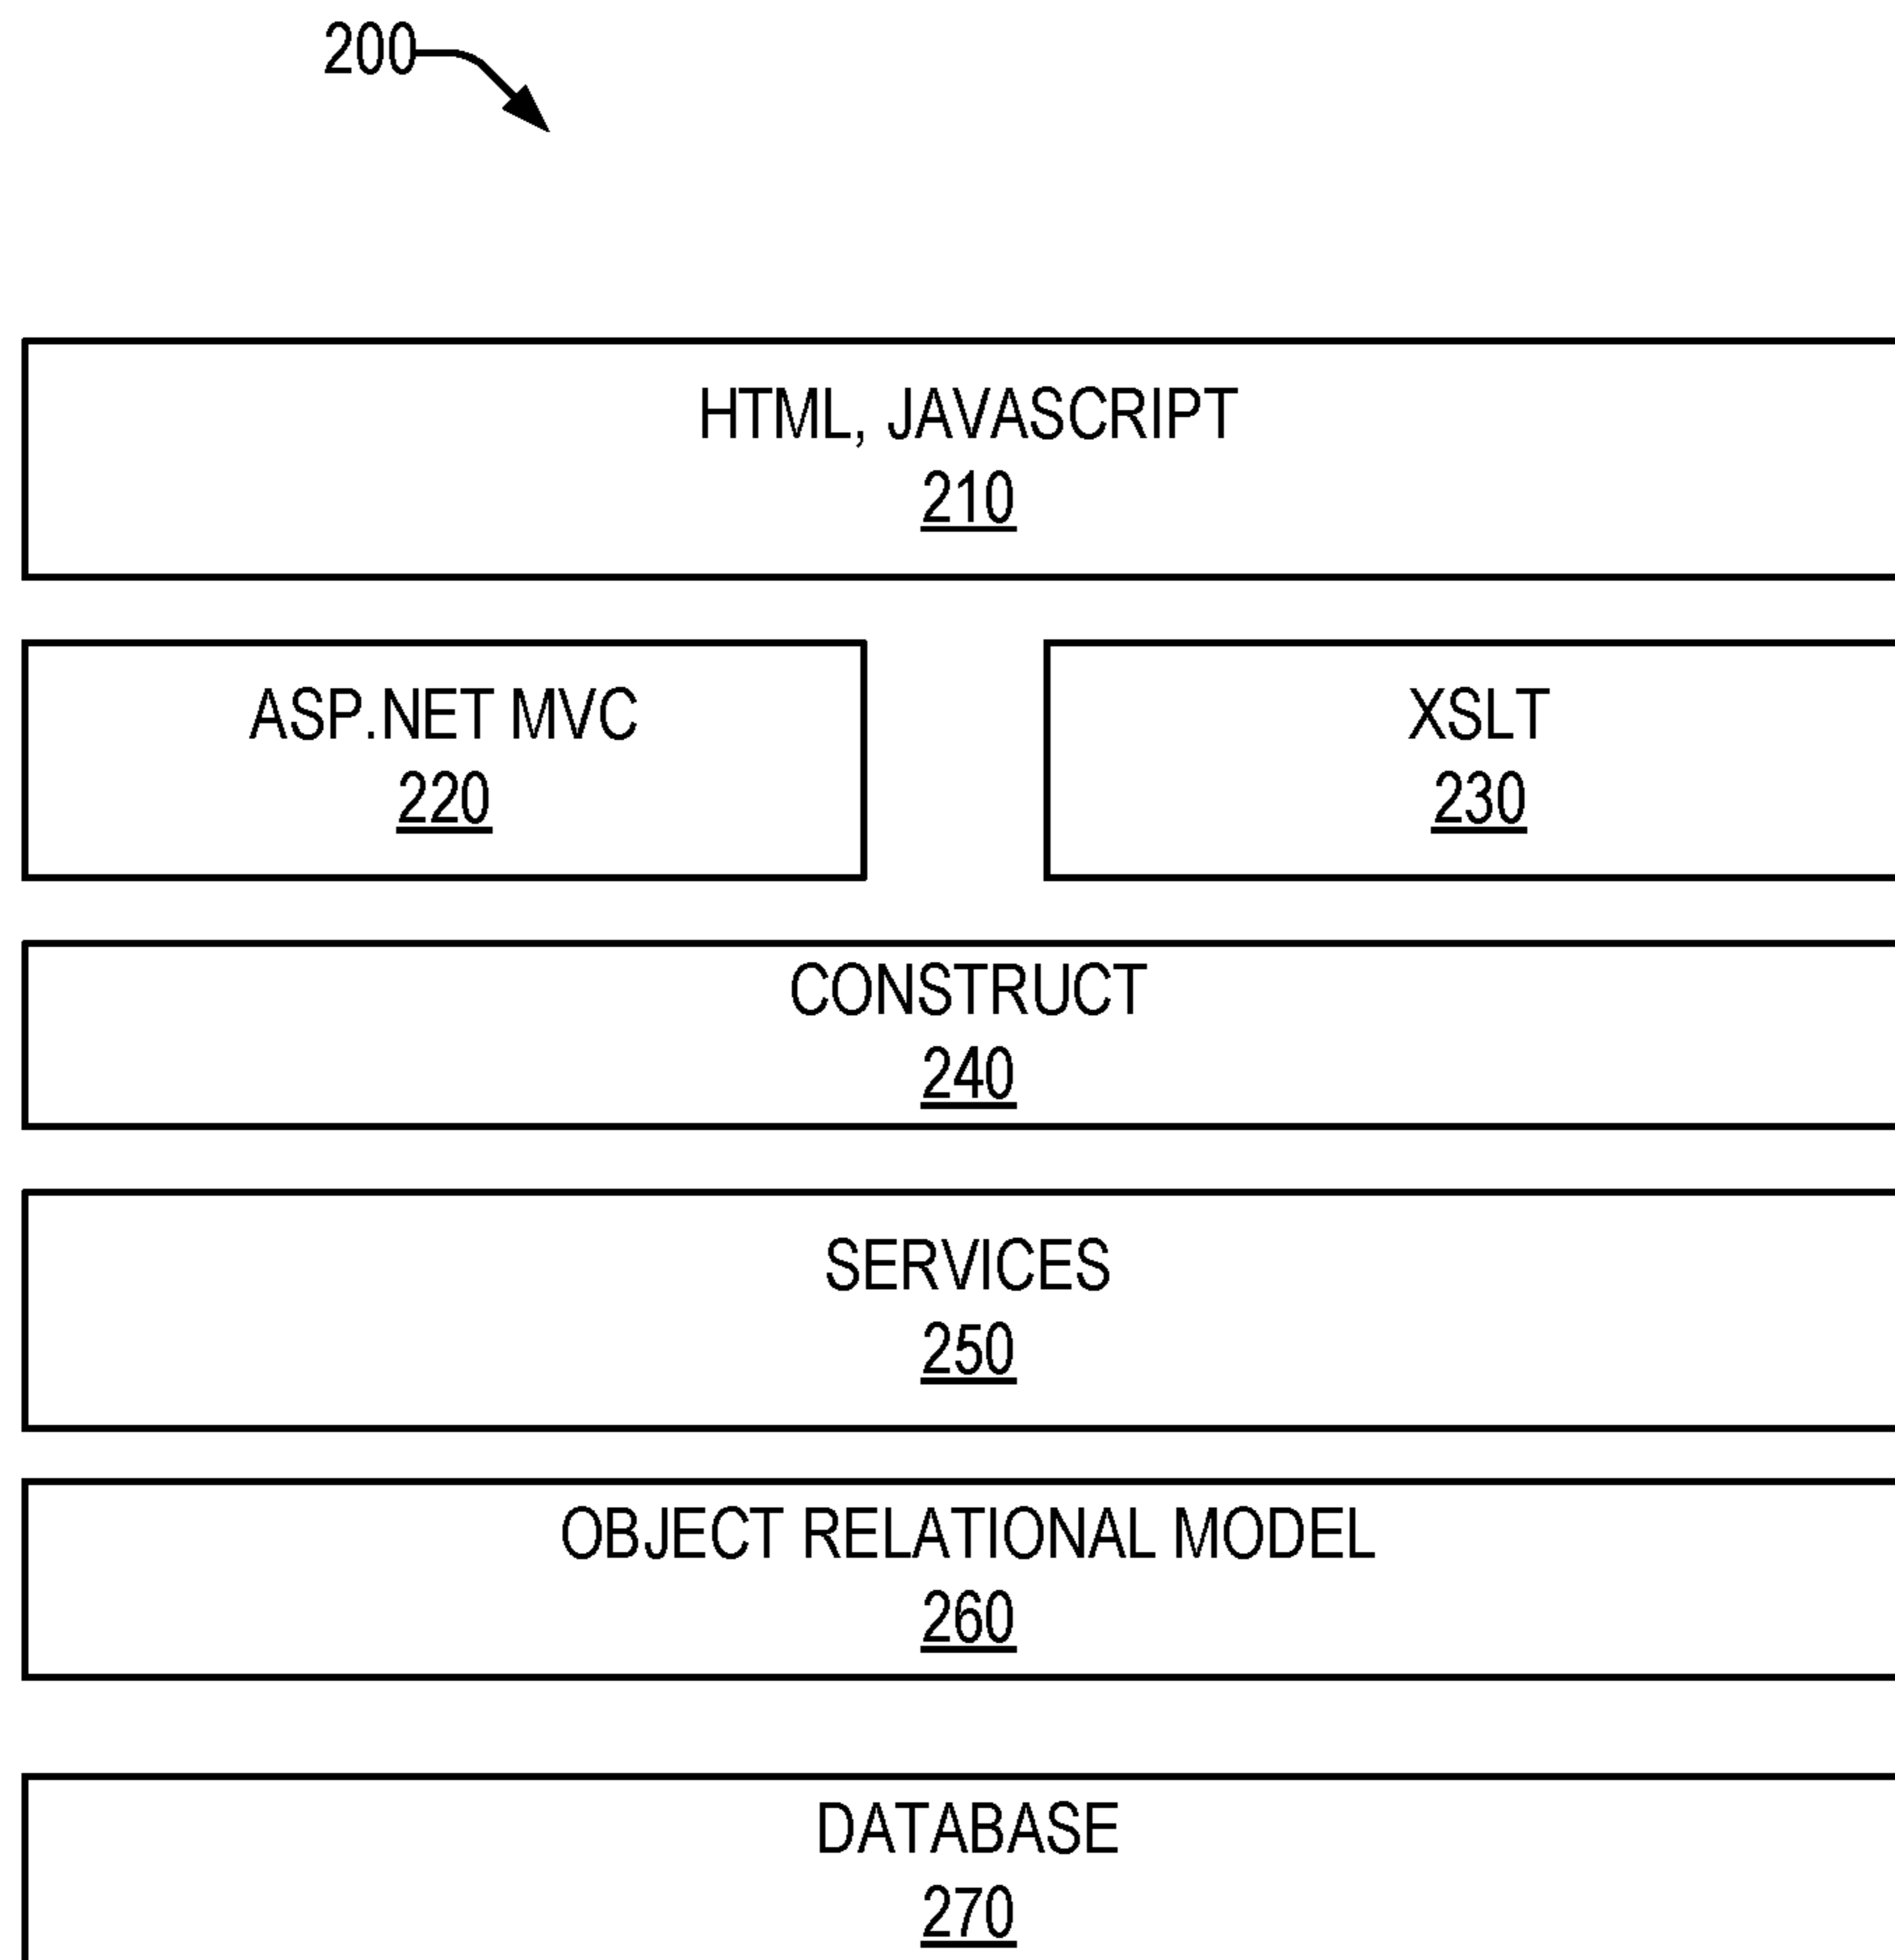 200
HTML, JAVASCRIPT
210
ASP.NET MVC
220
XSLT
230
CONSTRUCT
240
SERVICES
250
OBJECT RELATIONAL MODEL
260
DATABASE
270